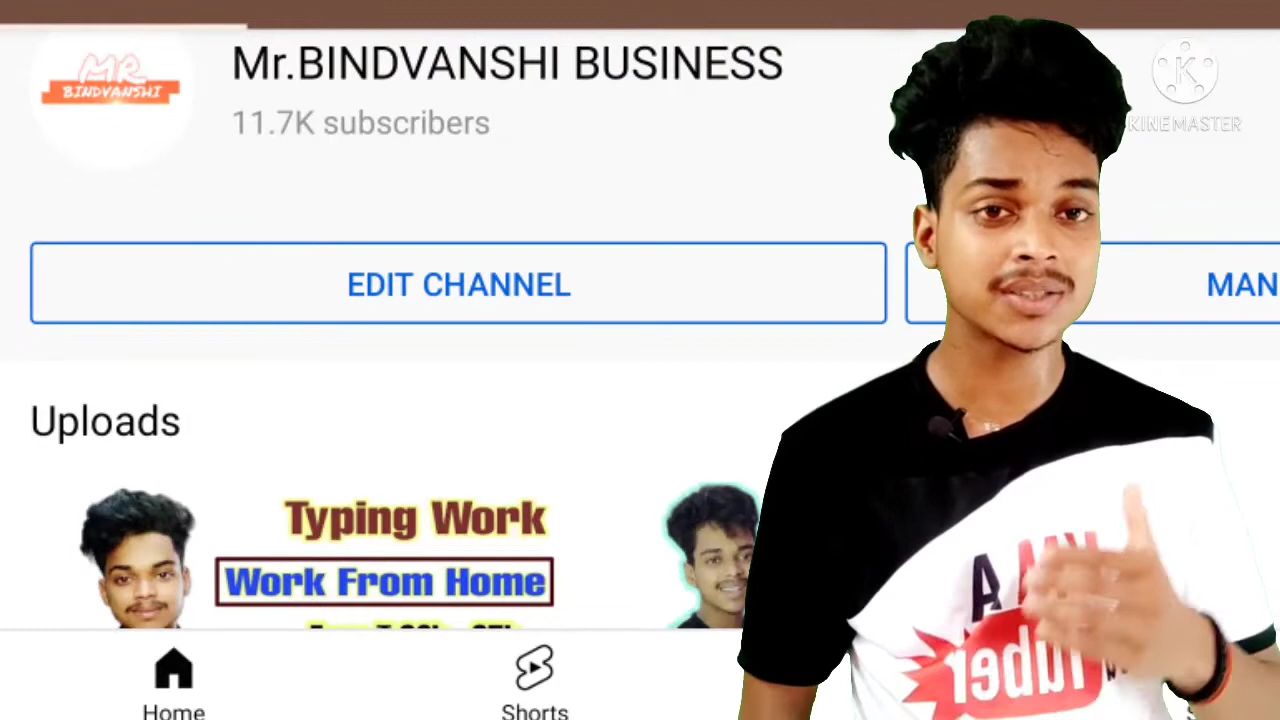 MR
BINDVANSHI
Mr.BINDVANSHI BUSINESS
11.7K subscribers
KINEMASTER
EDIT CHANNEL
MAN
Uploads
Typing Work
Work From Home
Home
Shorts